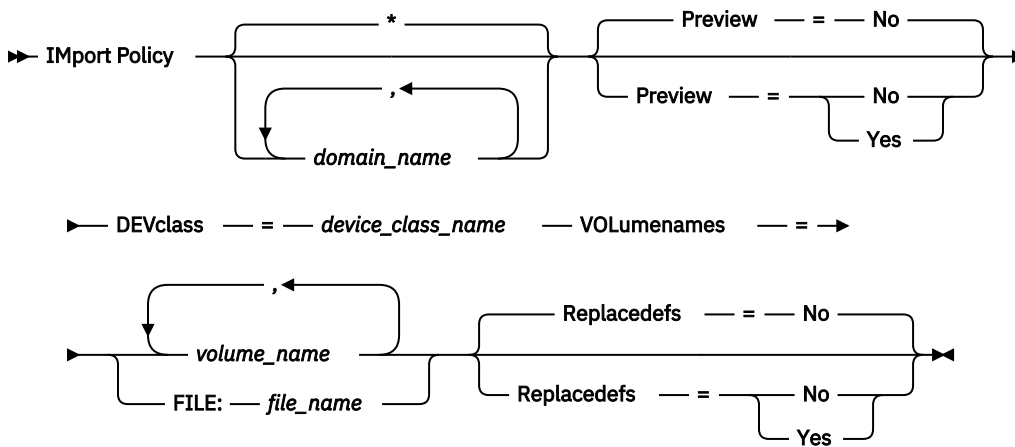 *
Preview = No
IMport Policy
,
domain_name
Preview = No
Yes
DEVclass = device_class_name VOLumenames =
,
volume_name
FILE: file_name
Replacedefs = No
Replacedefs = No
Yes